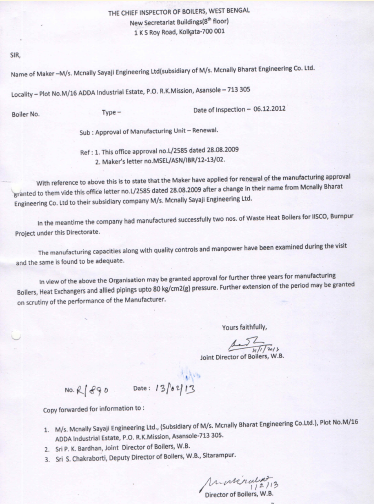 THE CHIEF INSPECTOR OF BOILERS, WEST BENGAL
New Secretariat Buildings(8th floor)
1 K S Roy Road, Kolkata-700 001
SIR,
Name of Maker –M/s. Mcnally Sayaji Engineering Ltd(subsidiary of M/s. Mcnally Bharat Engineering Co. Ltd.
Locality – Plot No.M/16 ADDA Industrial Estate, P.O. R.K.Mission, Asansole – 713 305
Boiler No. Type – Date of Inspection – 06.12.2012
Sub : Approval of Manufacturing Unit – Renewal.
Ref : 1. This office approval no.L/2585 dated 28.08.2009
2. Maker's letter no.MSEL/ASN/IBR/12-13/02.
With reference to above this is to state that the Maker have applied for renewal of the manufacturing approval
granted to them vide this office letter no.L/2585 dated 28.08.2009 after a change in their name from Mcnally Bharat
Engineering Co. Ltd to their subsidiary company M/s. Mcnally Sayaji Engineering Ltd.
In the meantime the company had manufactured successfully two nos. of Waste Heat Boilers for IISCO, Burnpur
Project under this Directorate.
The manufacturing capacities along with quality controls and manpower have been examined during the visit
and the same is found to be adequate.
In view of the above the Organisation may be granted approval for further three years for manufacturing
Boilers, Heat Exchangers and allied pipings upto 80 kg/cm2(g) pressure. Further extension of the period may be granted
on scrutiny of the performance of the Manufacturer.
Yours faithfully,
Joint Director of Boilers, W.B.
No. R/890 Date : 13/02/13
Copy forwarded for information to :
1. M/s. Mcnally Sayaji Engineering Ltd., (Subsidiary of M/s. Mcnally Bharat Engineering Co.Ltd.), Plot No.M/16
ADDA Industrial Estate, P.O. R.K.Mission, Asansole-713 305.
2. Sri P. K. Bardhan, Joint Director of Boilers, W.B.
3. Sri S. Chakraborti, Deputy Director of Boilers, W.B., Sitarampur.
1/2/13
Director of Boilers, W.B.